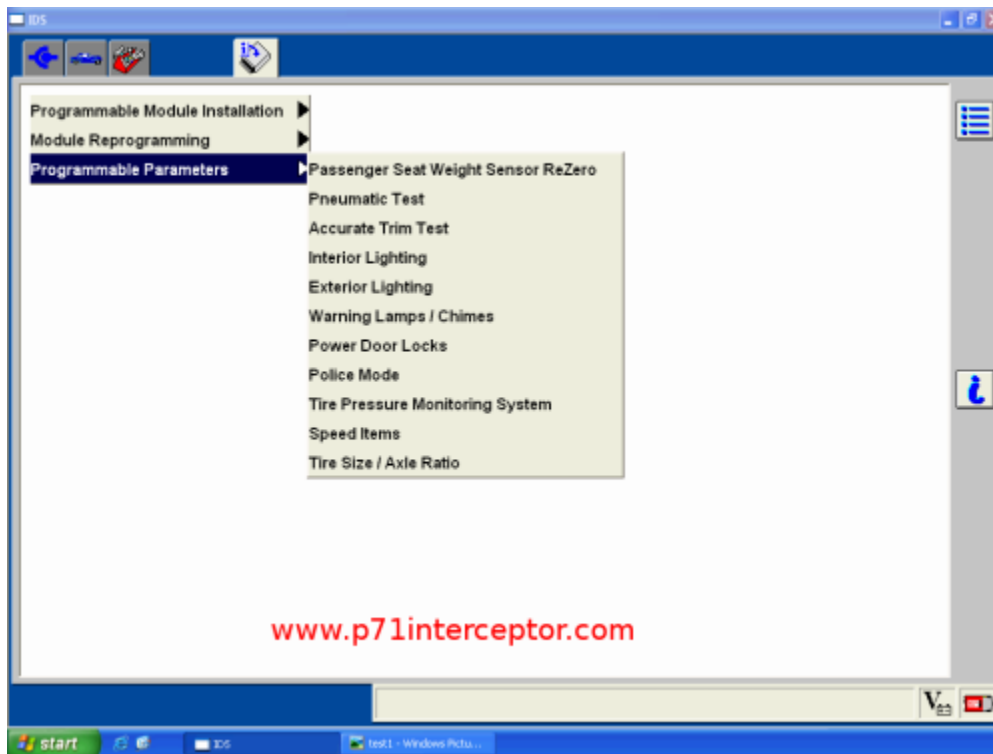 IDS
Programmable Module Installation
Module Reprogramming
Programmable Parameters
Passenger Seat Weight Sensor ReZero
Pneumatic Test
Accurate Trim Test
Interior Lighting
Exterior Lighting
Warning Lamps / Chimes
Power Door Locks
Police Mode
Tire Pressure Monitoring System
Speed Items
Tire Size / Axle Ratio
www.p71interceptor.com
V
start
IDS
test1 - Windows Pictu...